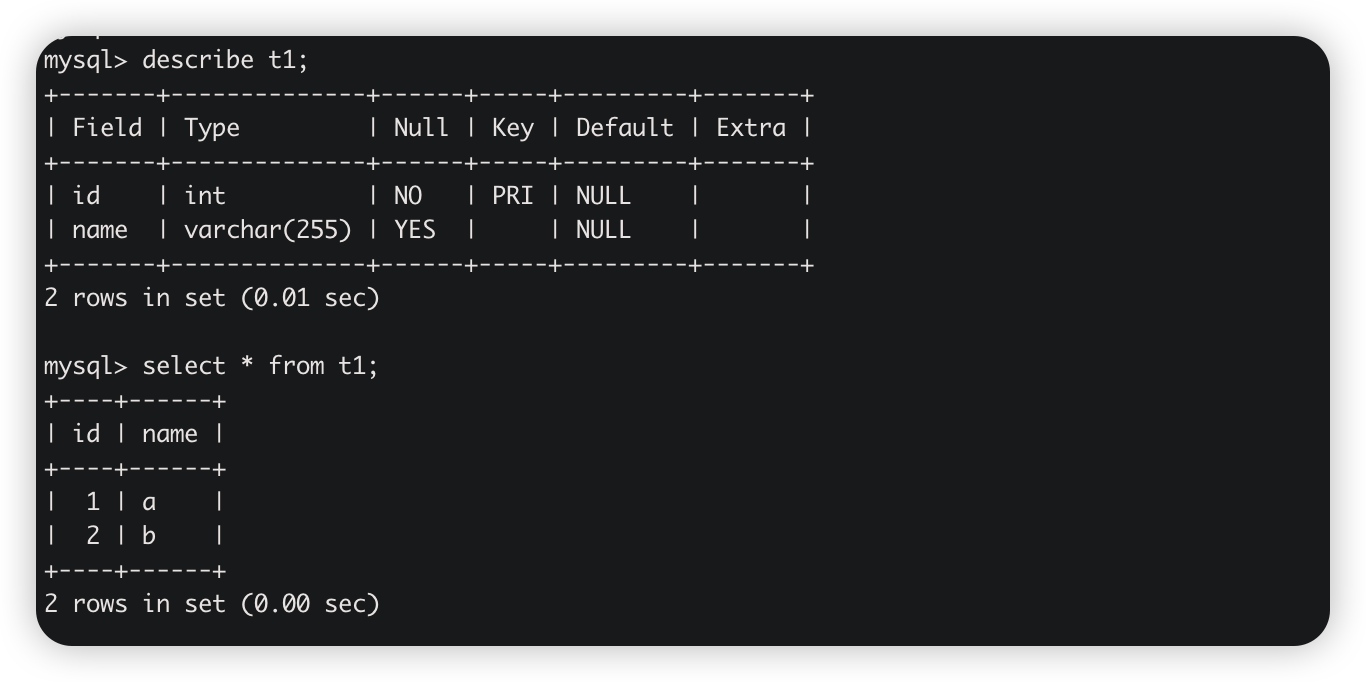 mysql> describe t1;
+-------+--------------+------+-----+---------+-------+
| Field | Type         | Null | Key | Default | Extra |
+-------+--------------+------+-----+---------+-------+
| id    | int          | NO   | PRI | NULL    |       |
| name  | varchar(255) | YES  |     | NULL    |       |
+-------+--------------+------+-----+---------+-------+
2 rows in set (0.01 sec)
mysql> select * from t1;
+----+------+
| id | name |
+----+------+
|  1 | a    |
|  2 | b    |
+----+------+
2 rows in set (0.00 sec)